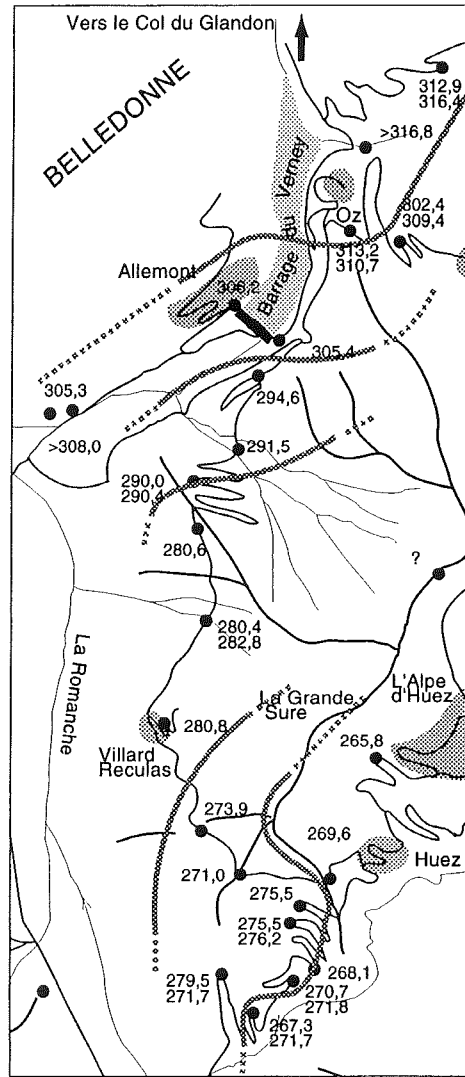 Vers le Col du Glandon
BELLEDONNE
312,9
316,4
>316,8
Barrage du Verney
Oz
302,4
309,4
313,2
310,7
Allemont
306,2
305,4
305,3
294,6
>308,0
291,5
290,0
290,4
280,6
?
280,4
282,8
La Romanche
L'Alpe
d'Huez
La Grande
Sure
280,8
265,8
Villard
Reculas
273,9
269,6
Huez
271,0
275,5
275,5
276,2
268,1
279,5
271,7
270,7
271,8
267,3
271,7